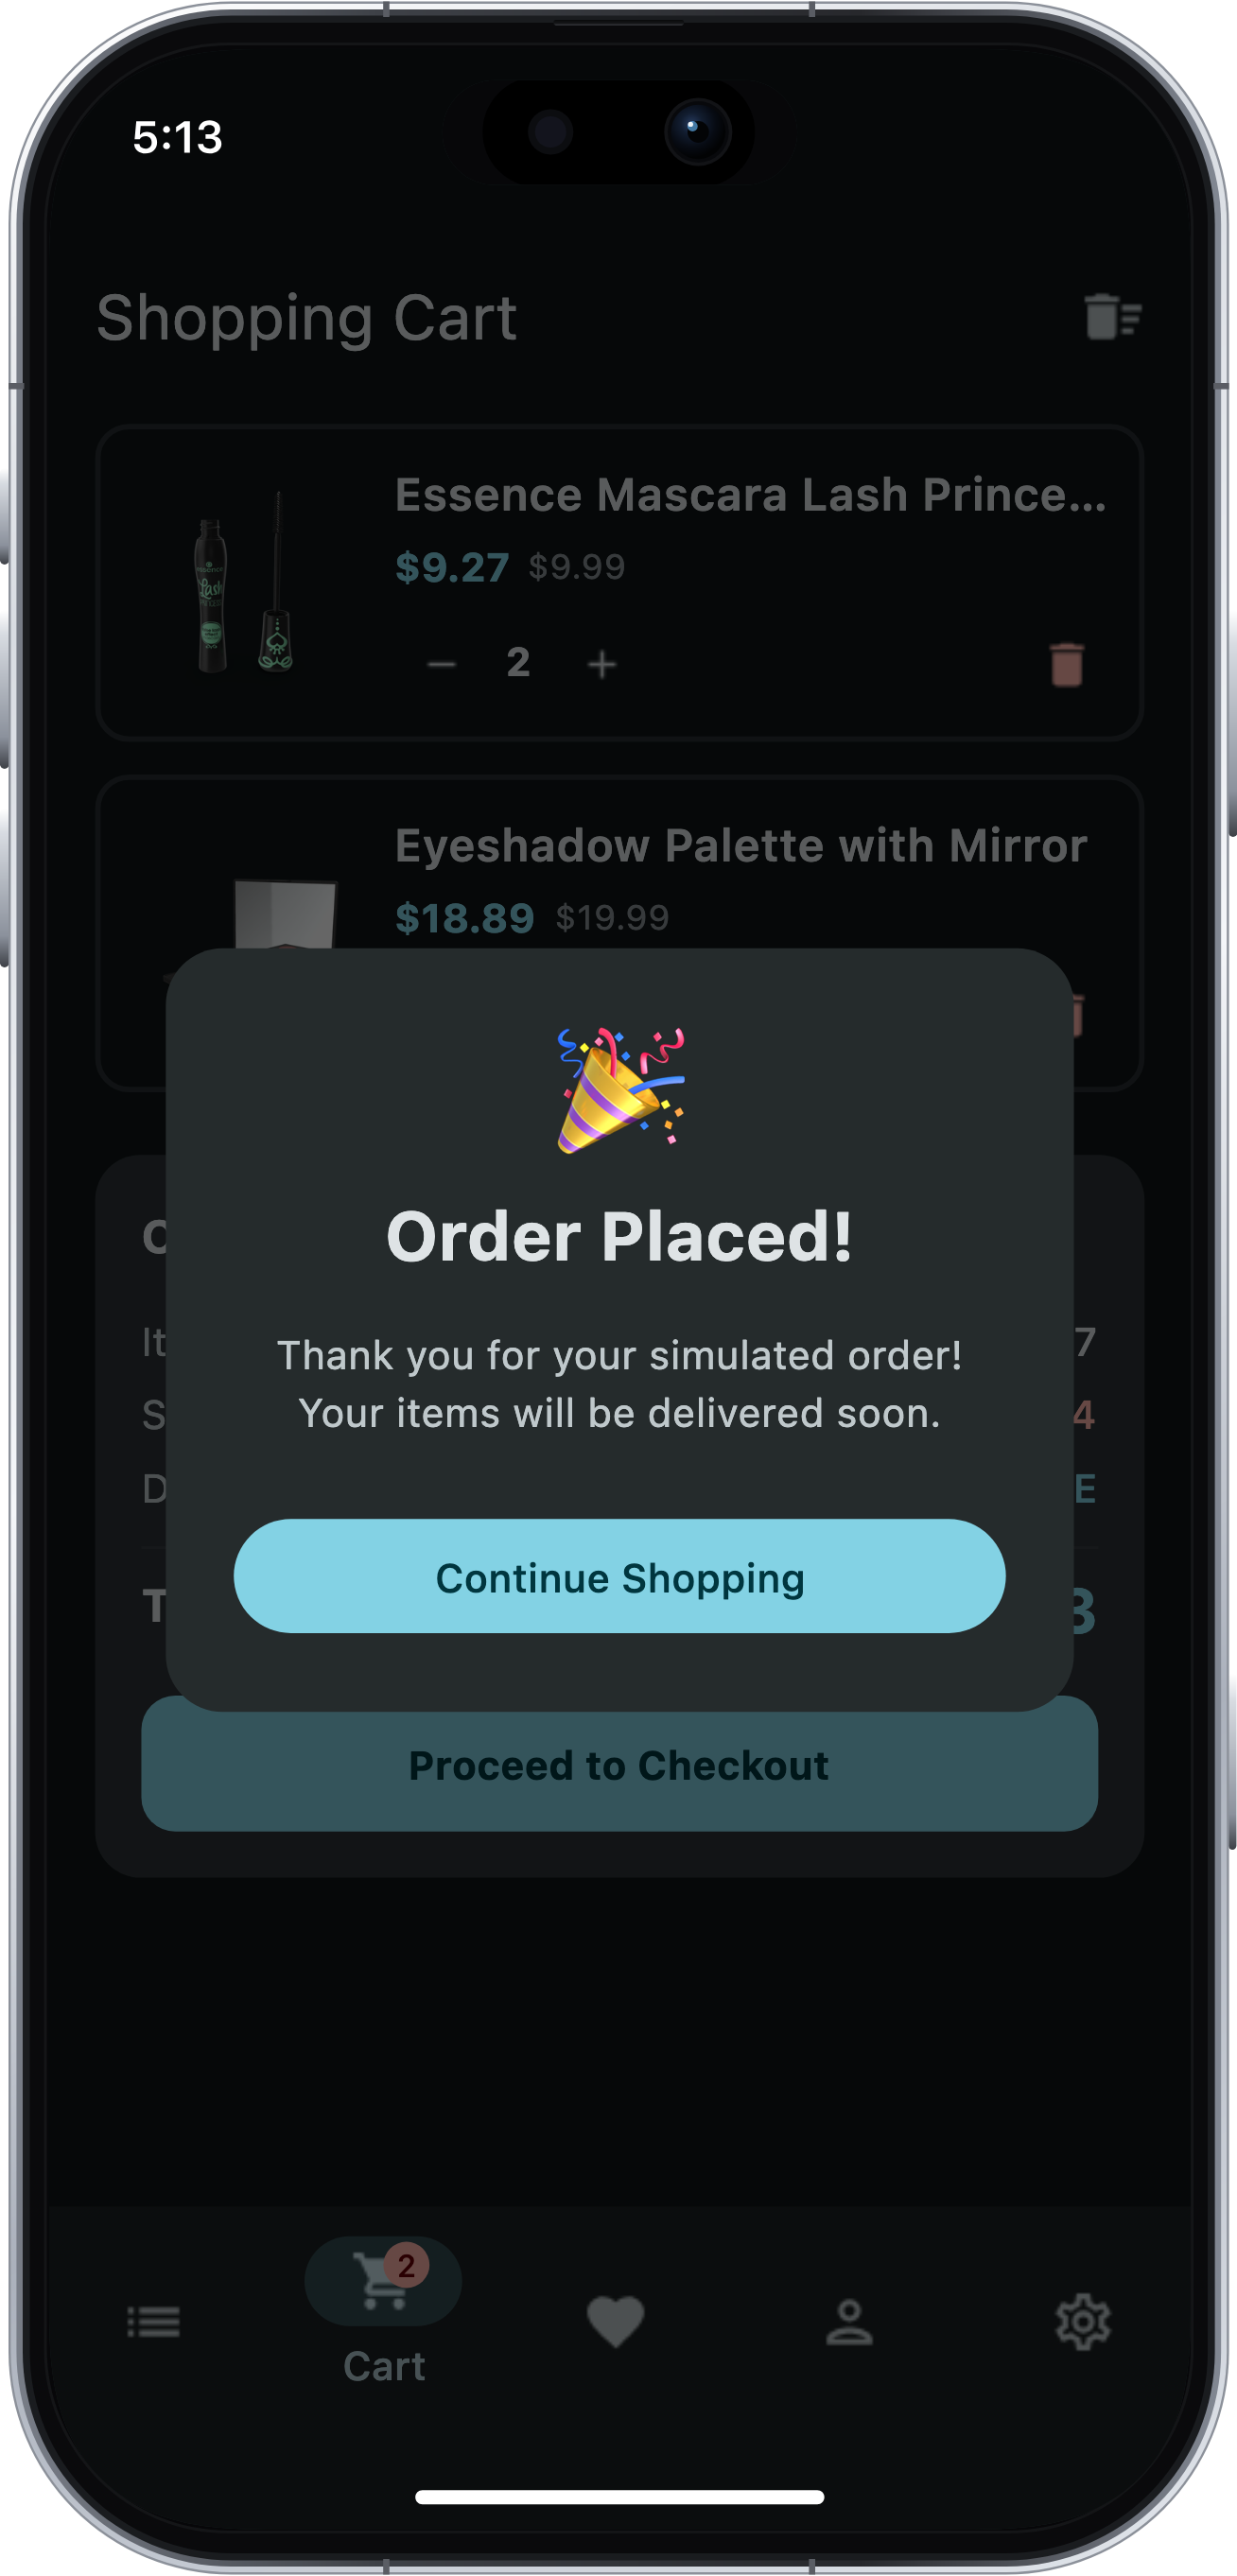 5:13
Shopping Cart
Essence Mascara Lash Prince...
$9.27 $9.99
2
Eyeshadow Palette with Mirror
$18.89 $19.99
Order Placed!
Thank you for your simulated order!
Your items will be delivered soon.
Continue Shopping
Proceed to Checkout
2
Cart